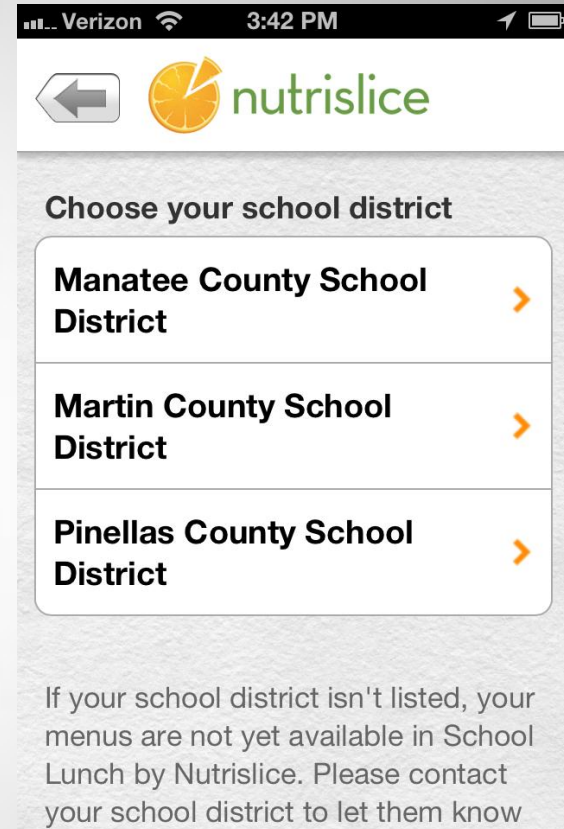 Verizon 3:42 PM
nutrislice
Choose your school district
Manatee County School
District
Martin County School
District
Pinellas County School
District
If your school district isn't listed, your
menus are not yet available in School
Lunch by Nutrislice. Please contact
your school district to let them know